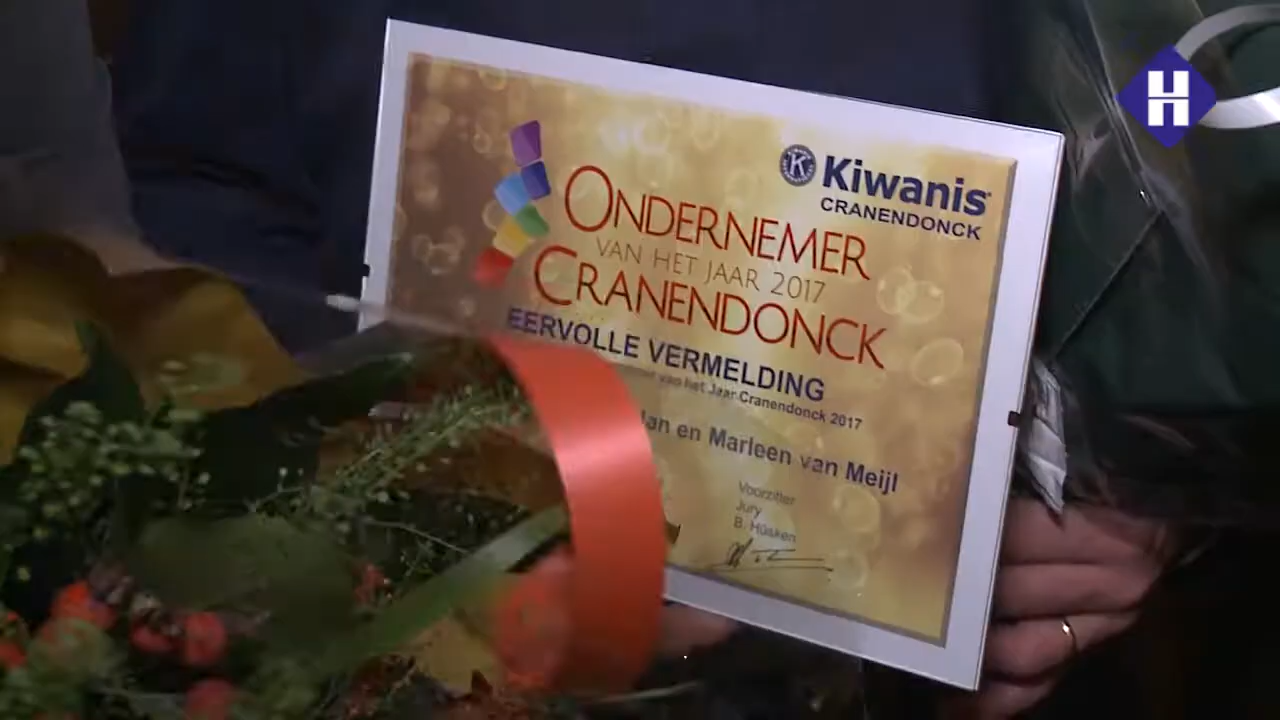 H
K
Kiwanis
CRANENDONCK
ONDERNEMER
VAN HET JAAR 2017
CRANENDONCK
EERVOLLE VERMELDING
van het Jaar Cranendonck 2017
Jan en Marleen van Meijl
Voorzitter
Jury
B. Hüsken